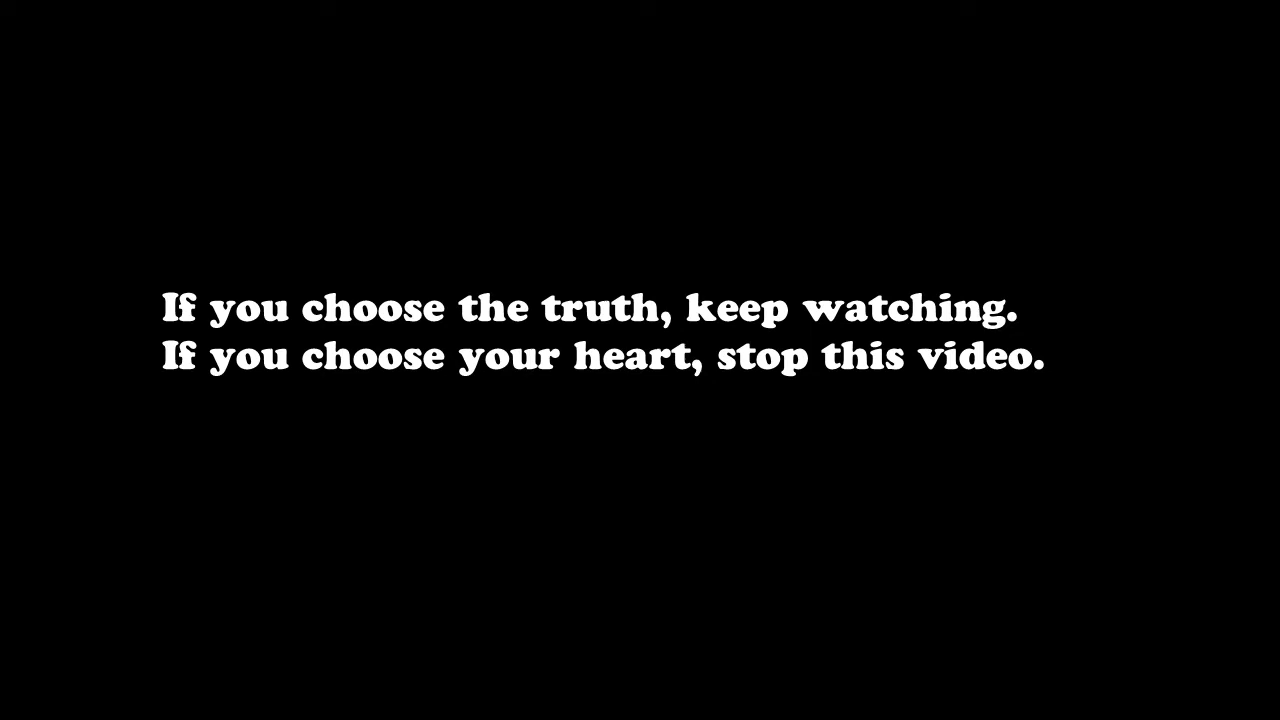 If you choose the truth, keep watching.
If you choose your heart, stop this video.